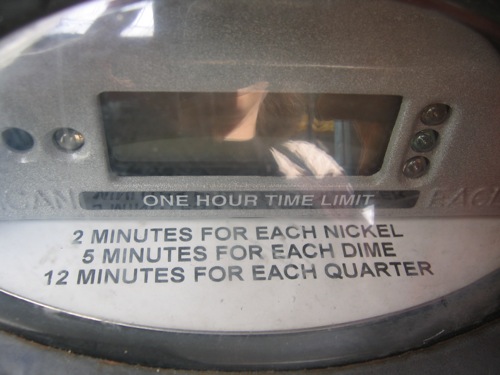 ONE HOUR TIME LIMIT
2 MINUTES FOR EACH NICKEL
5 MINUTES FOR EACH DIME
12 MINUTES FOR EACH QUARTER